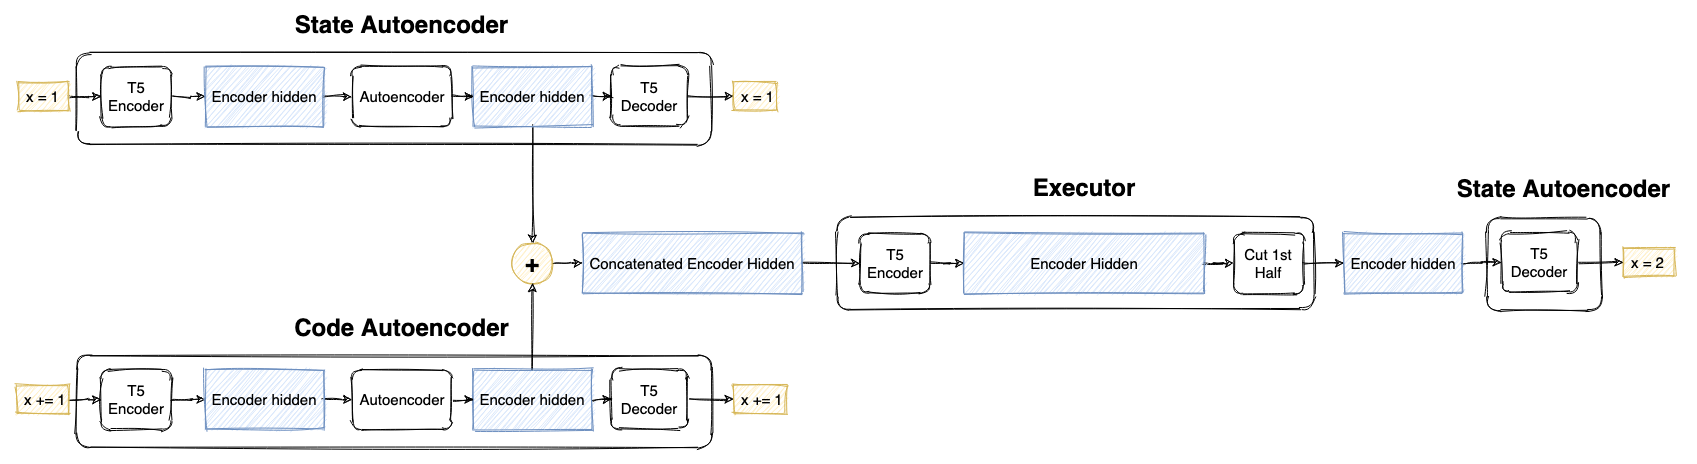 State Autoencoder
x = 1
T5
Encoder
Encoder hidden
Autoencoder
Encoder hidden
T5
Decoder
x = 1
Executor
State Autoencoder
+
Concatenated Encoder Hidden
T5
Encoder
Encoder Hidden
Cut 1st
Half
Encoder hidden
T5
Decoder
x = 2
Code Autoencoder
x += 1
T5
Encoder
Encoder hidden
Autoencoder
Encoder hidden
T5
Decoder
x += 1